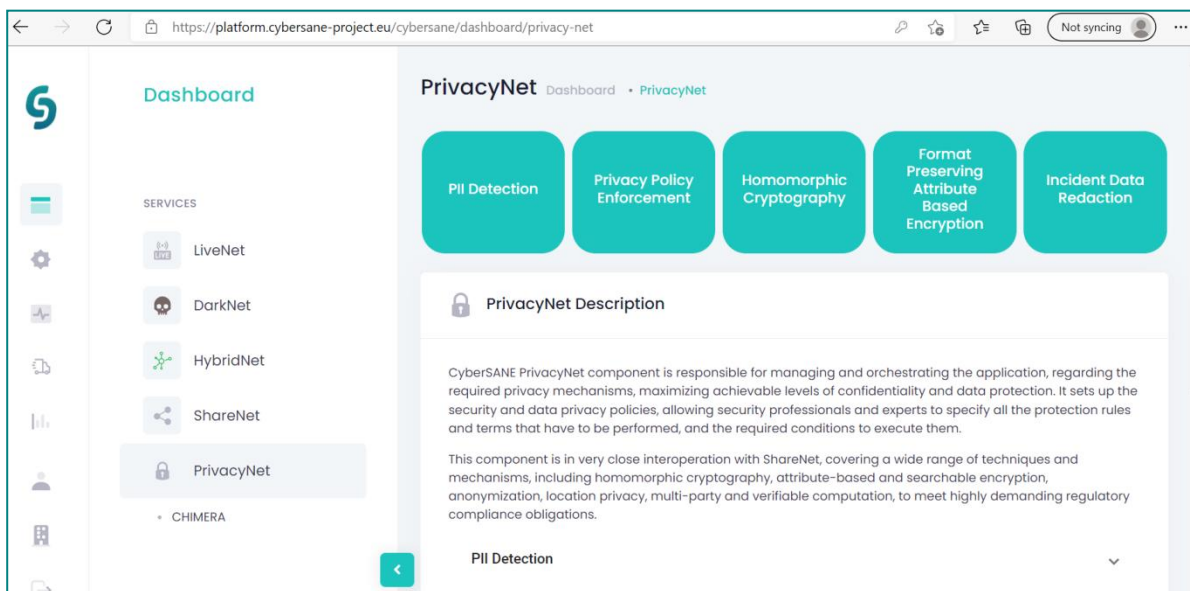 https://platform.cybersane-project.eu/cybersane/dashboard/privacy-net
Not syncing
Dashboard
SERVICES
LIVE
LiveNet
DarkNet
HybridNet
ShareNet
PrivacyNet
• CHIMERA
PrivacyNet Dashboard • PrivacyNet
PII Detection
Privacy Policy
Enforcement
Homomorphic
Cryptography
Format
Preserving
Attribute
Based
Encryption
Incident Data
Redaction
PrivacyNet Description
CyberSANE PrivacyNet component is responsible for managing and orchestrating the application, regarding the
required privacy mechanisms, maximizing achievable levels of confidentiality and data protection. It sets up the
security and data privacy policies, allowing security professionals and experts to specify all the protection rules
and terms that have to be performed, and the required conditions to execute them.
This component is in very close interoperation with ShareNet, covering a wide range of techniques and
mechanisms, including homomorphic cryptography, attribute-based and searchable encryption,
anonymization, location privacy, multi-party and verifiable computation, to meet highly demanding regulatory
compliance obligations.
PII Detection